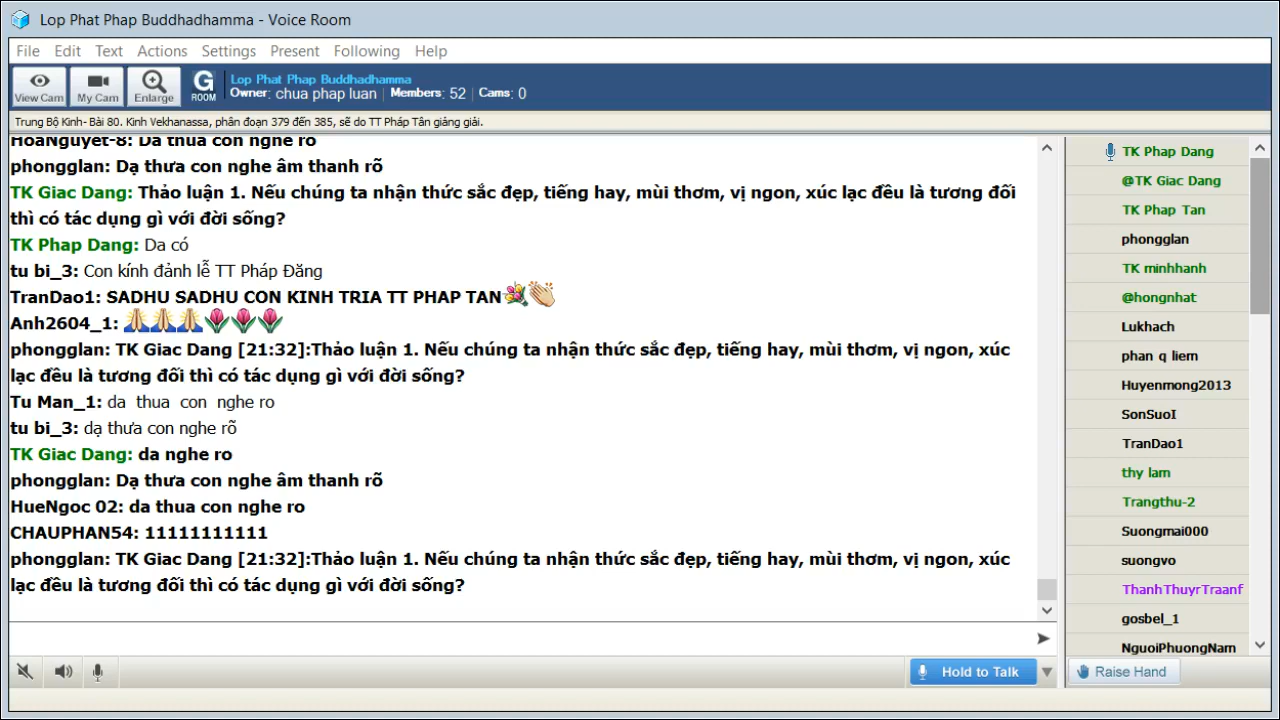 Lop Phat Phap Buddhadhamma - Voice Room
File Edit Text Actions Settings Present Following Help
View Cam My Cam Enlarge G ROOM
Lop Phat Phap Buddhadhamma
Owner: chua phap luan | Members: 52 | Cams: 0
Trung Bộ Kinh- Bài 80. Kinh Vekhanassa, phân đoạn 379 đến 385, sẽ do TT Pháp Tân giảng giải.
HoaNguyet-8: Da thua con nghe ro
phongglan: Dạ thưa con nghe âm thanh rõ
TK Giac Dang: Thảo luận 1. Nếu chúng ta nhận thức sắc đẹp, tiếng hay, mùi thơm, vị ngon, xúc lạc đều là tương đối
thì có tác dụng gì với đời sống?
TK Phap Dang: Da có
tu bi_3: Con kính đảnh lễ TT Pháp Đăng
TranDao1: SADHU SADHU CON KINH TRIA TT PHAP TAN
Anh2604_1:
phongglan: TK Giac Dang [21:32]:Thảo luận 1. Nếu chúng ta nhận thức sắc đẹp, tiếng hay, mùi thơm, vị ngon, xúc
lạc đều là tương đối thì có tác dụng gì với đời sống?
Tu Man_1: da thua con nghe ro
tu bi_3: dạ thưa con nghe rõ
TK Giac Dang: da nghe ro
phongglan: Dạ thưa con nghe âm thanh rõ
HueNgoc 02: da thua con nghe ro
CHAUPHAN54: 11111111111
phongglan: TK Giac Dang [21:32]:Thảo luận 1. Nếu chúng ta nhận thức sắc đẹp, tiếng hay, mùi thơm, vị ngon, xúc
lạc đều là tương đối thì có tác dụng gì với đời sống?
TK Phap Dang
@TK Giac Dang
TK Phap Tan
phongglan
TK minhhanh
@hongnhat
Lukhach
phan q liem
Huyenmong2013
SonSuoI
TranDao1
thy lam
Trangthu-2
Suongmai000
suongvo
ThanhThuyrTraanf
gosbel_1
NguoiPhuongNam
Hold to Talk
Raise Hand